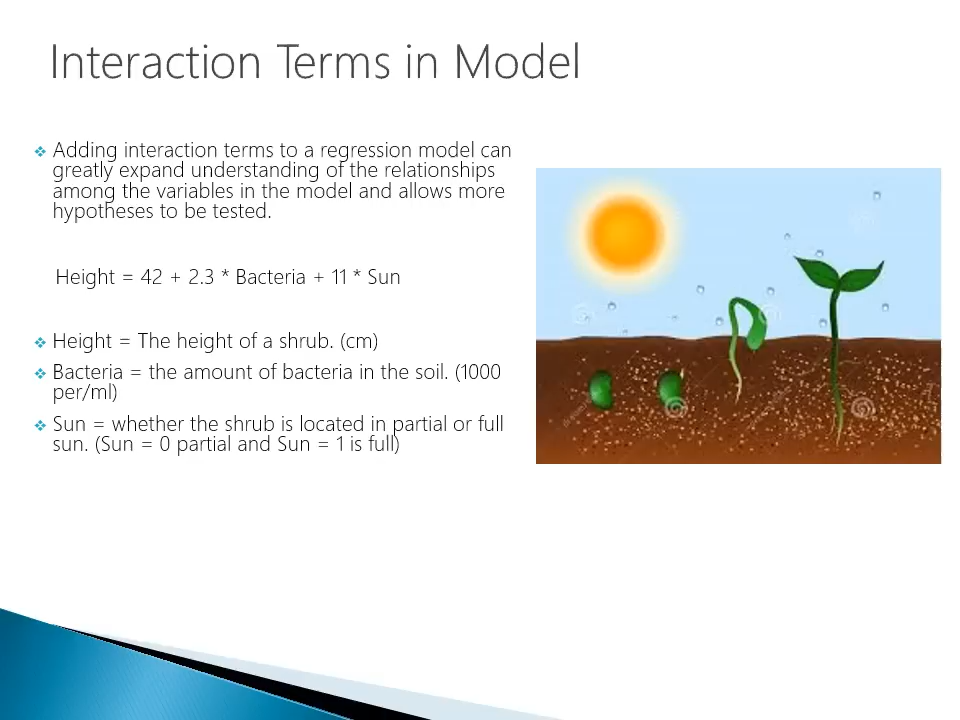 Interaction Terms in Model
Adding interaction terms to a regression model can
greatly expand understanding of the relationships
among the variables in the model and allows more
hypotheses to be tested.
Height = 42 + 2.3 * Bacteria + 11 * Sun
Height = The height of a shrub. (cm)
Bacteria = the amount of bacteria in the soil. (1000
per/ml)
Sun = whether the shrub is located in partial or full
sun. (Sun = 0 partial and Sun = 1 is full)